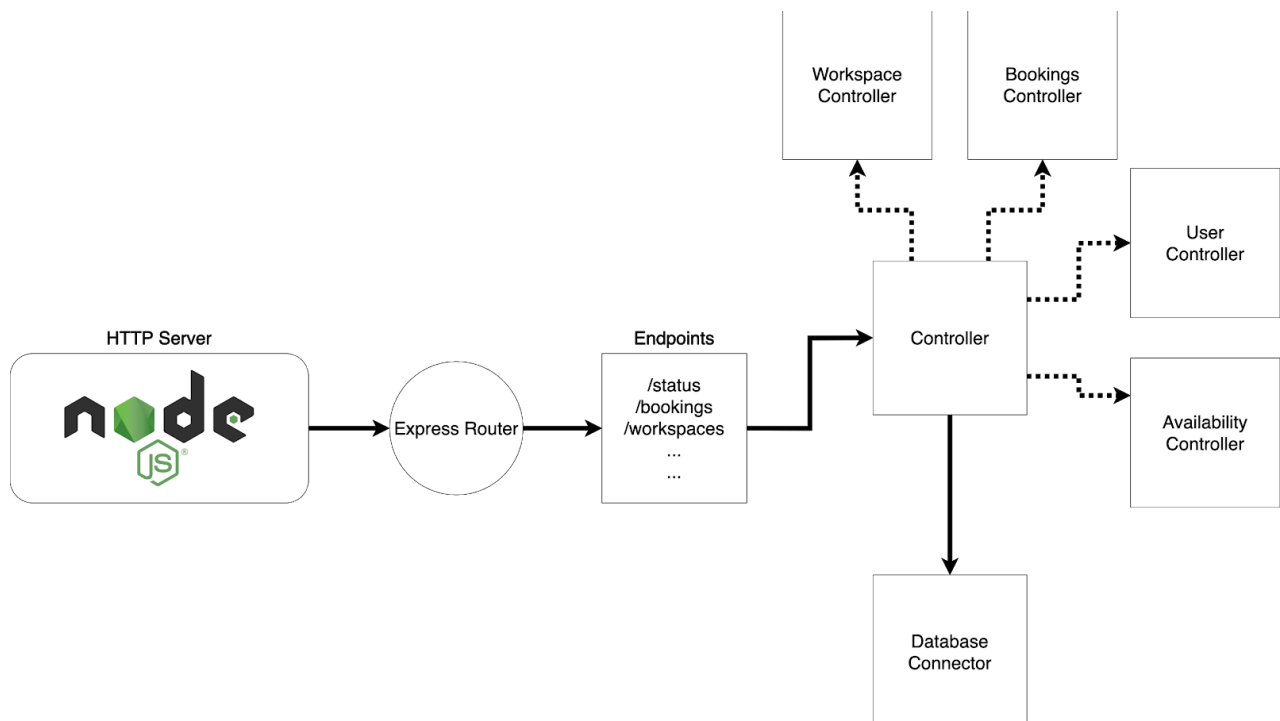 Workspace
Controller
Bookings
Controller
User
Controller
HTTP Server
Endpoints
Controller
node
JS®
/status
/bookings
/workspaces
...
...
Express Router
Availability
Controller
Database
Connector